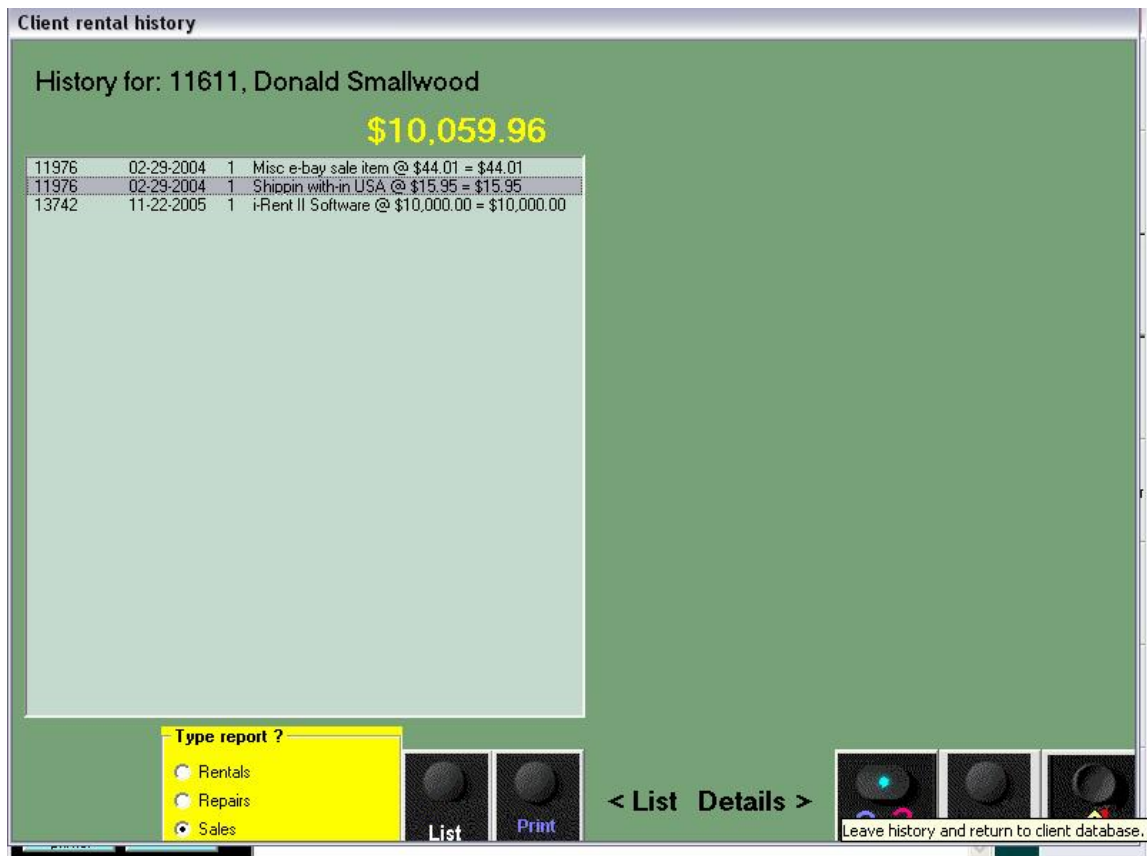 Client rental history
History for: 11611, Donald Smallwood
$10,059.96
11976 02-29-2004 1 Misc e-bay sale item @ $44.01 = $44.01
11976 02-29-2004 1 Shippin with-in USA @ $15.95 = $15.95
13742 11-22-2005 1 i-Rent II Software @ $10,000.00 = $10,000.00
Type report ?
Rentals
Repairs
Sales
List
Print
< List Details >
Leave history and return to client database.